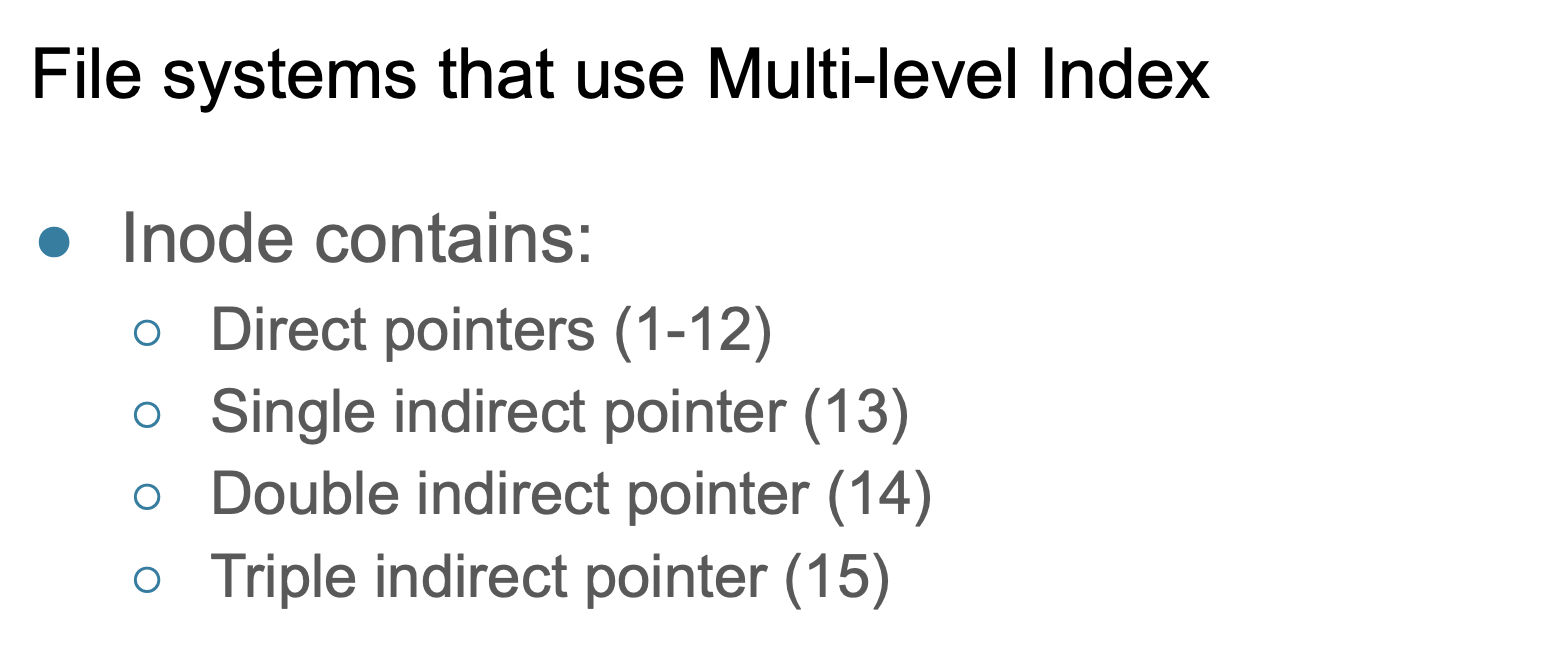 File systems that use Multi-level Index
● Inode contains:
○ Direct pointers (1-12)
○ Single indirect pointer (13)
○ Double indirect pointer (14)
○ Triple indirect pointer (15)